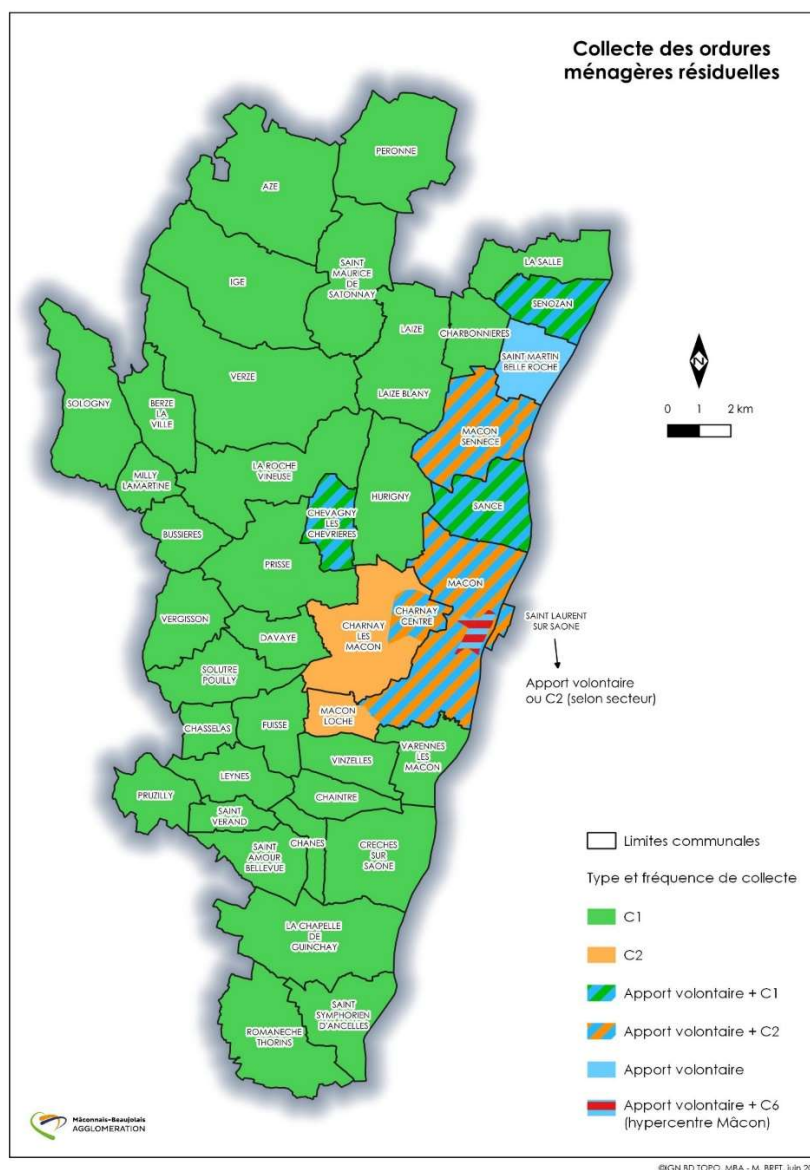 Collecte des ordures
ménagères résiduelles
PERONNE
AZE
LA SALLE
SAINT
MAURICE
DE
SATONNAY
IGE
SENOZAN
LAIZE
CHARBONNIERES
SAINT MARTIN
BELLE ROCHE
VERZE
LAIZE BLANY
SOLOGNY
BERZE
LA
VILLE
MACON
SENNECE
0 1 2 km
LA ROCHE
VINEUSE
MILLY
LAMARTINE
HURIGNY
CHEVAGNY
LES
CHEVRIERES
SANCE
BUSSIERES
PRISSE
MACON
VERGISSON
CHARNAY
CENTRE
SAINT LAURENT
SUR SAONE
CHARNAY
LES
MACON
DAVAYE
SOLUTRE
POUILLY
Apport volontaire
ou C2 (selon secteur)
MACON
LOCHE
CHASSELAS
FUISSE
VINZELLES
VARENNES
LES
MACON
LEYNES
PRUZILLY
CHAINTRE
SAINT
VERAND
CHANES
CRECHES
SUR
SAONE
SAINT
AMOUR
BELLEVUE
Limites communales
Type et fréquence de collecte
C1
LA CHAPELLE
DE
GUINCHAY
C2
Apport volontaire + C1
SAINT
SYMPHORIEN
D'ANCELLES
ROMANECHE
THORINS
Apport volontaire + C2
Apport volontaire
Apport volontaire + C6
(hypercentre Mâcon)
Mâconnais-Beaujolais
AGGLOMERATION
©IGN BD TOPO, MBA - M. BRET, juin
N